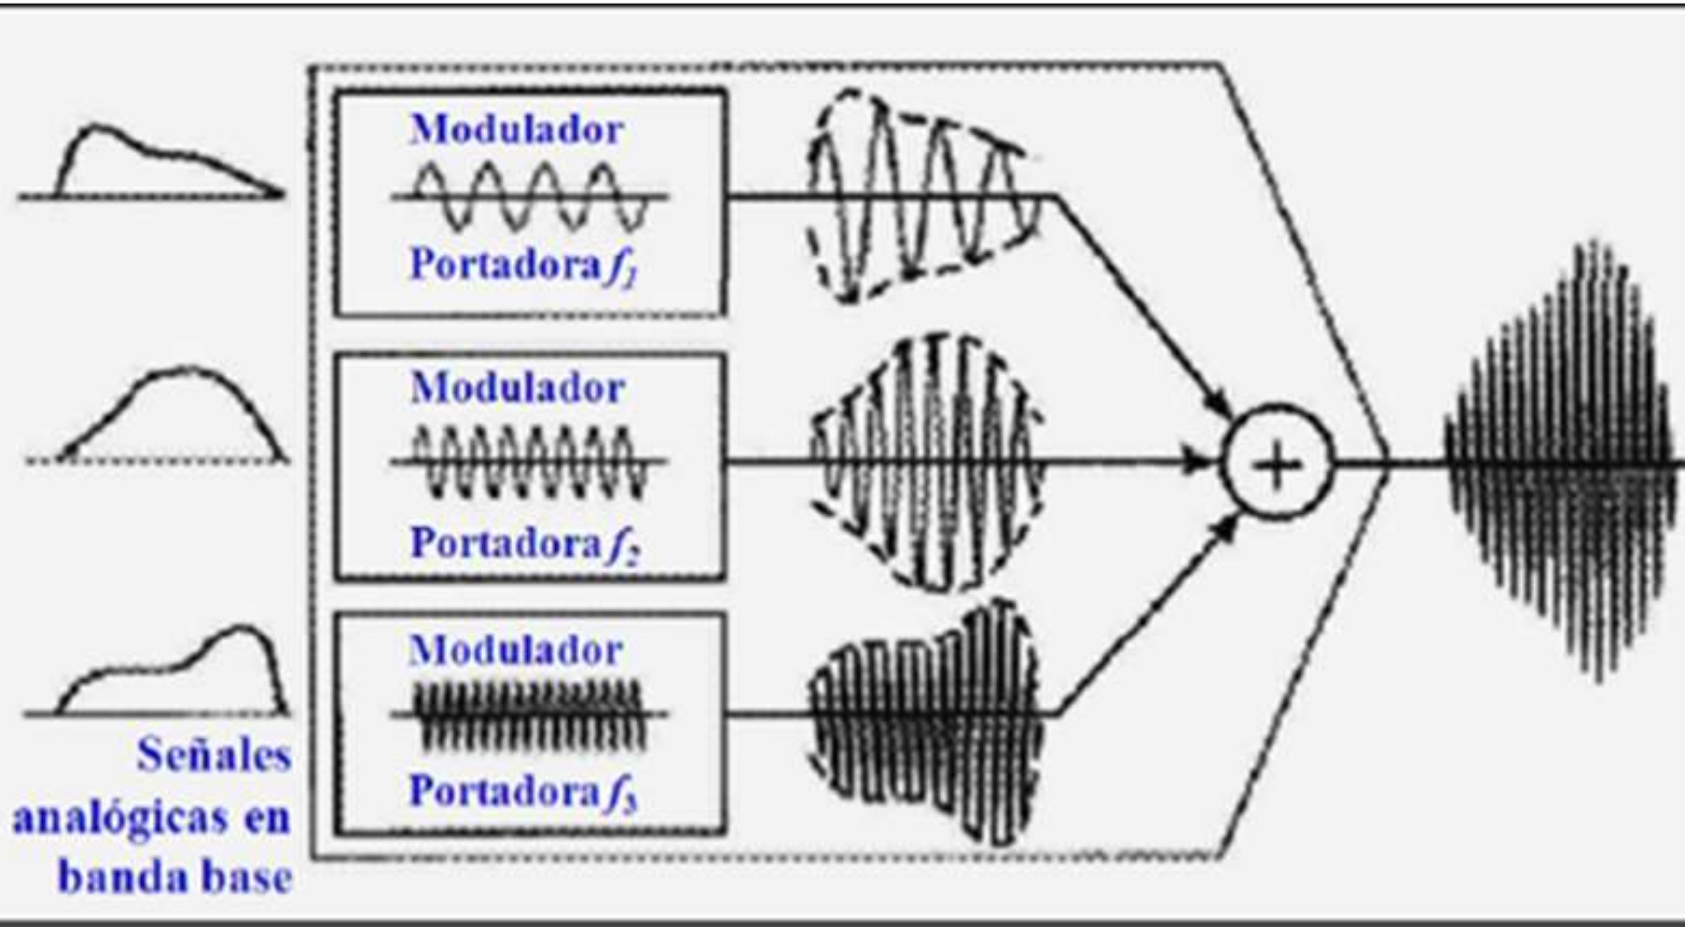 Modulador
Portadora f1
Modulador
Portadora f2
Modulador
Portadora f3
+
Señales
analógicas en
banda base